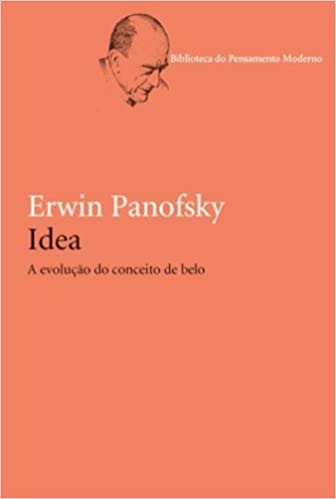 Biblioteca do Pensamento Moderno
Erwin Panofsky
Idea
A evolução do conceito de belo